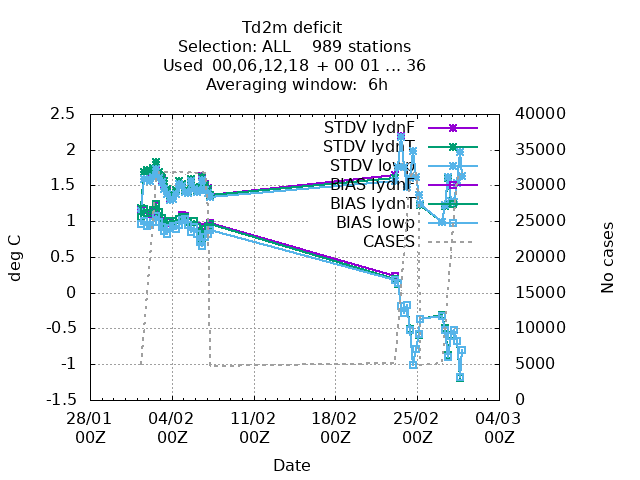 Td2m deficit
Selection: ALL    989 stations
Used  00,06,12,18  + 00 01 ... 36
Averaging window:  6h
2.5
2
1.5
1
0.5
0
-0.5
-1
-1.5
deg C
40000
35000
30000
25000
20000
15000
10000
5000
0
No cases
STDV lydnF
STDV lydnT
STDV lowp
BIAS lydnF
BIAS lydnT
BIAS lowp
CASES
28/01 04/02 11/02 18/02 25/02 04/03
00Z 00Z 00Z 00Z 00Z 00Z
Date